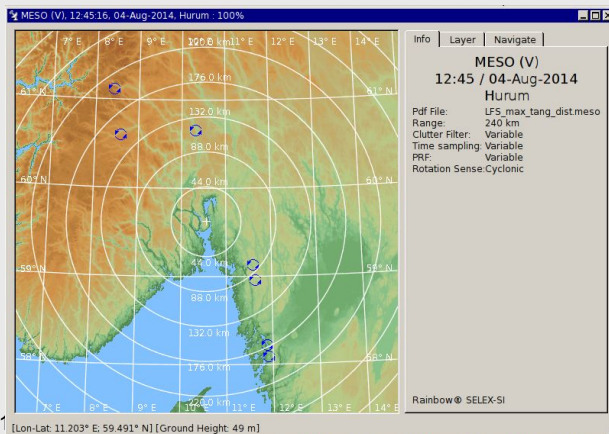 MESO (V), 12:45:16, 04-Aug-2014, Hurum : 100%
Info Layer Navigate
MESO (V)
12:45 / 04-Aug-2014
Hurum
Pdf File: LFS_max_tang_dist.meso
Range: 240 km
Clutter Filter: Variable
Time sampling: Variable
PRF: Variable
Rotation Sense:Cyclonic
7° E 8° E 9° E 11° E 12° E 13° E 14° E
176.0 km
61° N 61° N
132.0 km
88.0 km
60° N 44.0 km 60° N
59° N 44.0 km 59° N
88.0 km
132.0 km
58° N 58° N
176.0 km
7° E 8° E 9° E 220.0 km 11° E 12° E 13° E 14° E
Rainbow® SELEX-SI
[Lon-Lat: 11.203° E; 59.491° N] [Ground Height: 49 m]